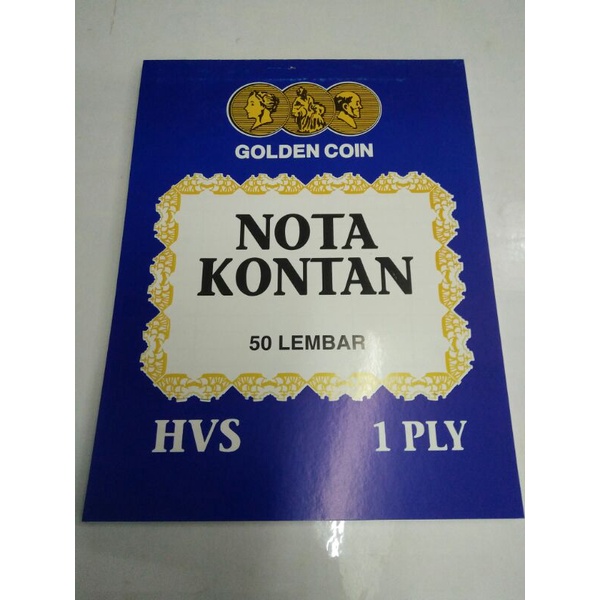 GOLDEN COIN
NOTA
KONTAN
50 LEMBAR
HVS 1 PLY